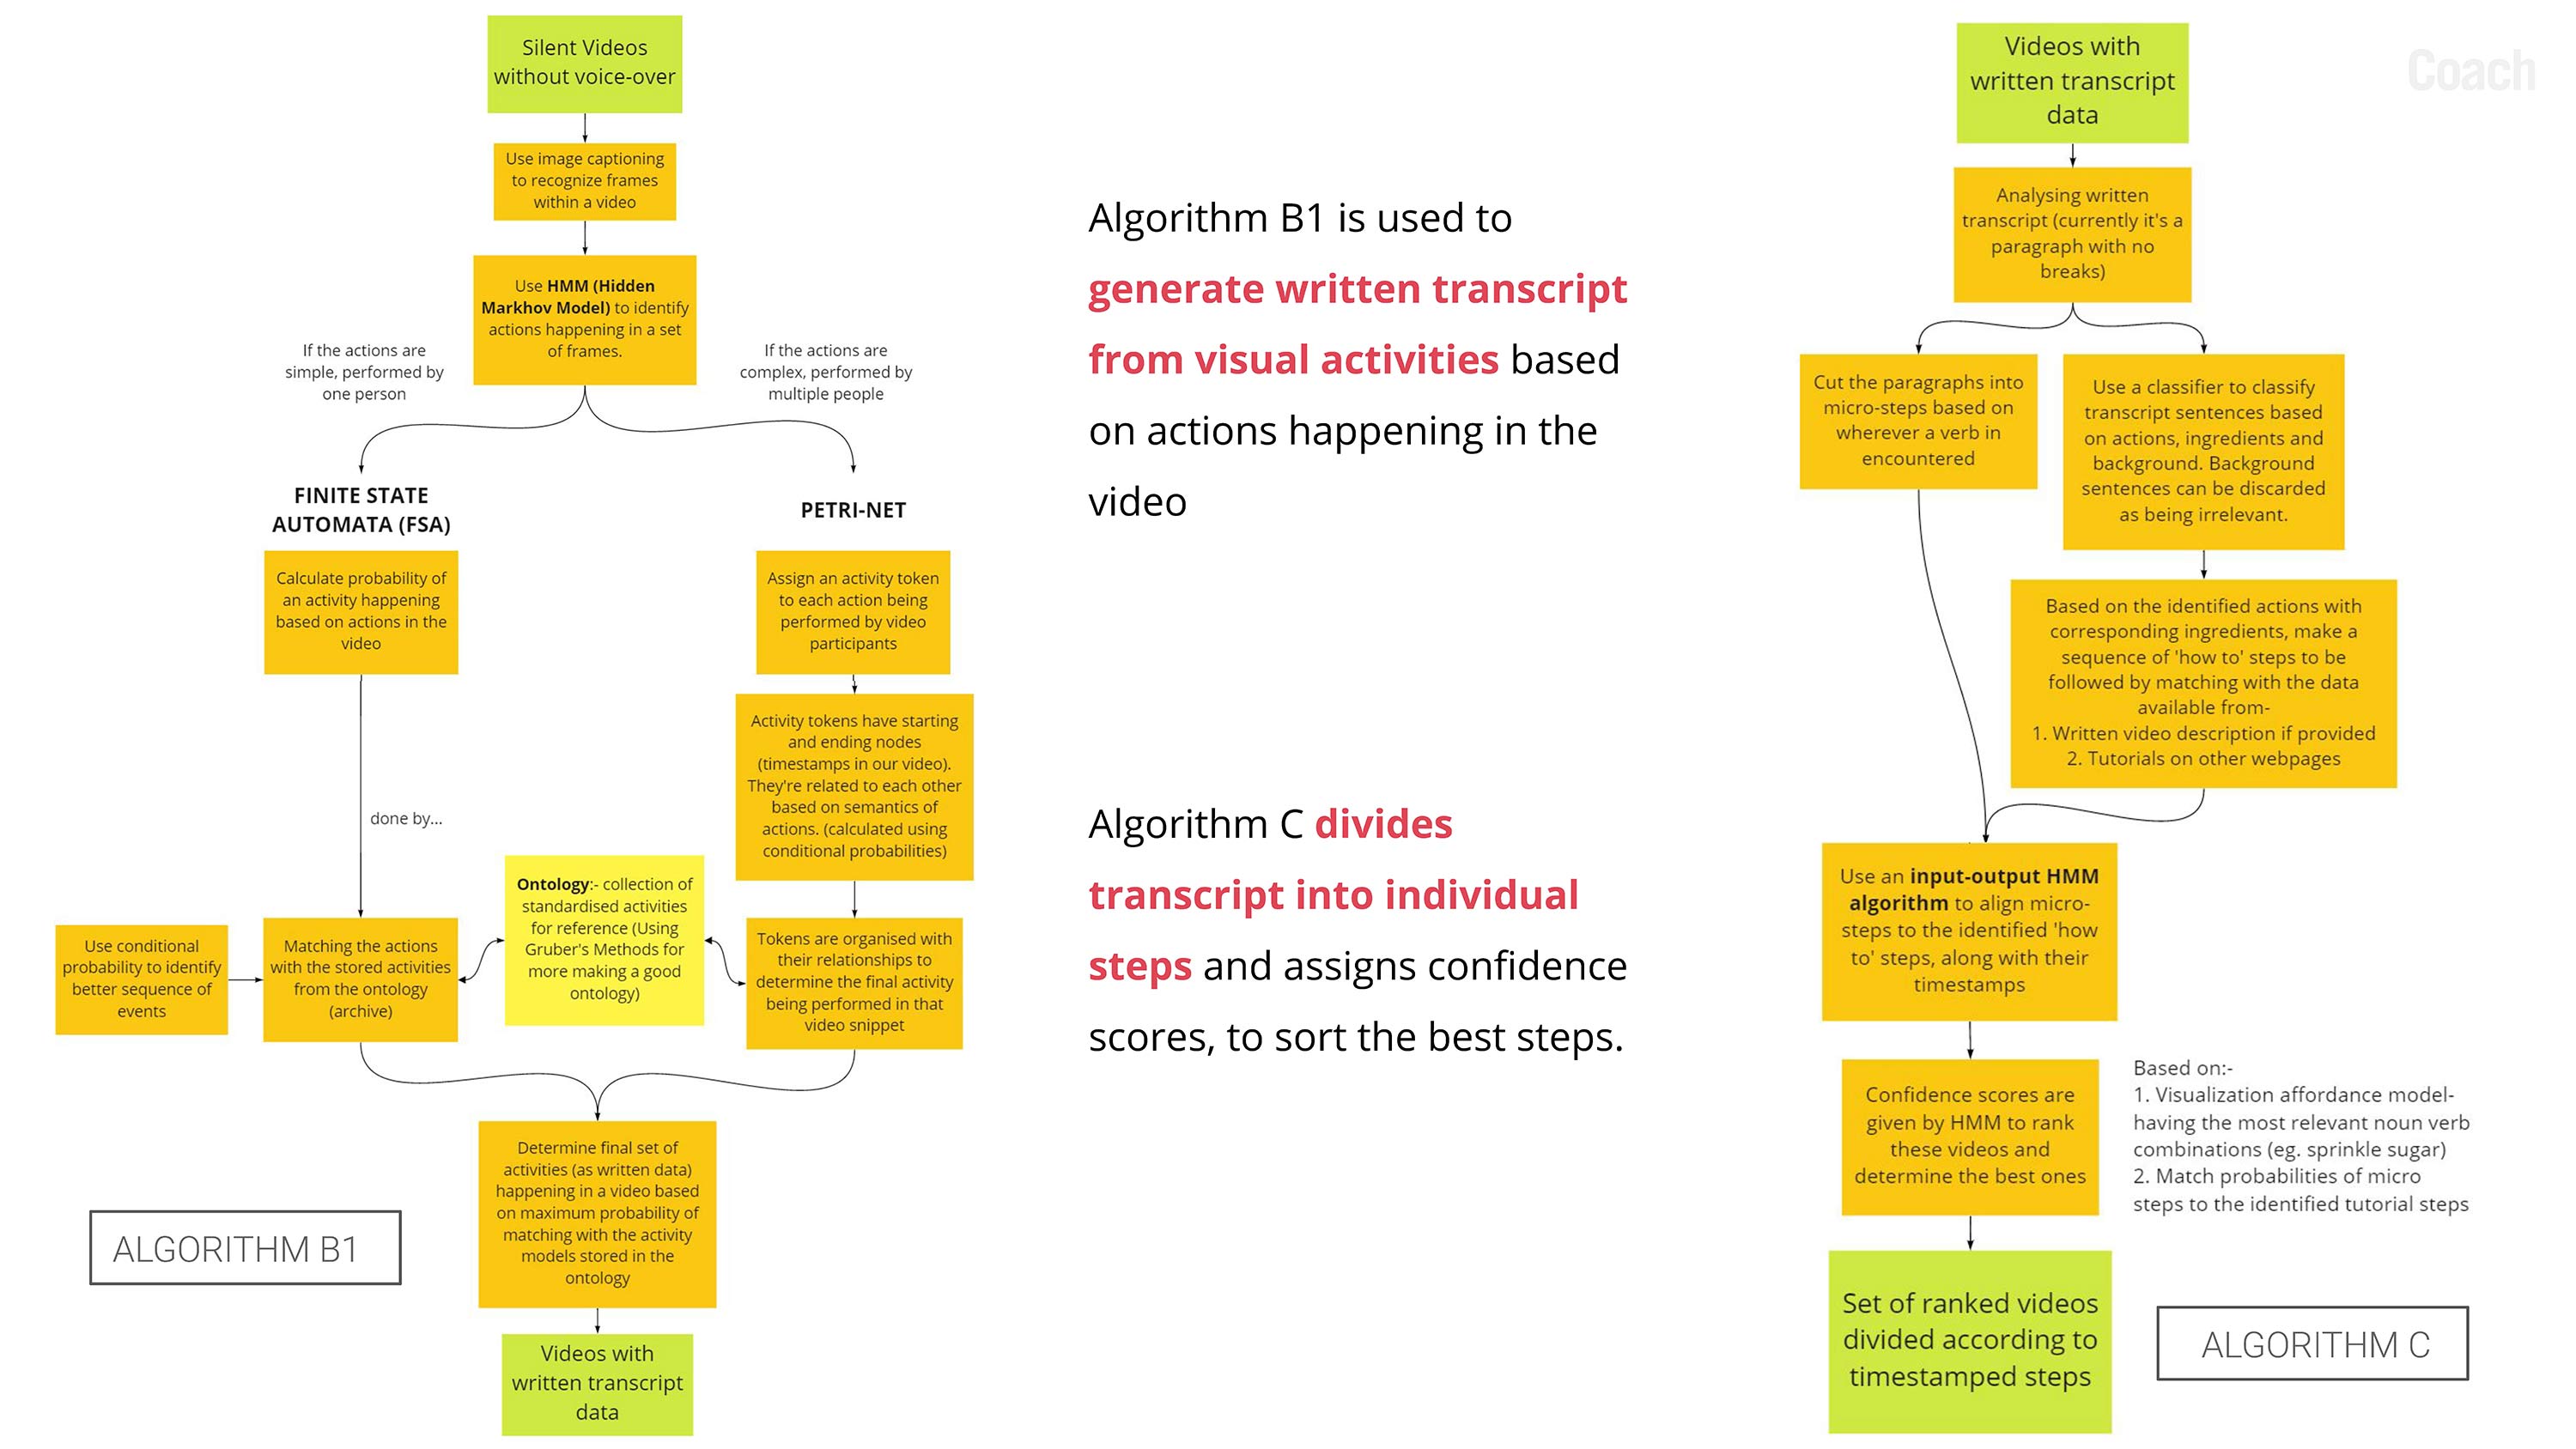 Silent Videos
without voice-over
Use image captioning
to recognize frames
within a video
Use HMM (Hidden
Markhov Model) to identify
actions happening in a set
of frames.
If the actions are
simple, performed by
one person
If the actions are
complex, performed by
multiple people
FINITE STATE
AUTOMATA (FSA)
Calculate probability of
an activity happening
based on actions in the
video
done by...
Use conditional
probability to identify
better sequence of
events
Matching the actions
with the stored activities
from the ontology
(archive)
Ontology:- collection of
standardised activities
for reference (Using
Gruber's Methods for
more making a good
ontology)
PETRI-NET
Assign an activity token
to each action being
performed by video
participants
Activity tokens have starting
and ending nodes
(timestamps in our video).
They're related to each other
based on semantics of
actions. (calculated using
conditional probabilities)
Tokens are organised with
their relationships to
determine the final activity
being performed in that
video snippet
Determine final set of
activities (as written data)
happening in a video based
on maximum probability of
matching with the activity
models stored in the
ontology
Videos with
written transcript
data
ALGORITHM B1
Algorithm B1 is used to
generate written transcript
from visual activities based
on actions happening in the
video
Algorithm C divides
transcript into individual
steps and assigns confidence
scores, to sort the best steps.
Coach
Videos with
written transcript
data
Analysing written
transcript (currently it's a
paragraph with no
breaks)
Cut the paragraphs into
micro-steps based on
wherever a verb in
encountered
Use a classifier to classify
transcript sentences based
on actions, ingredients and
background. Background
sentences can be discarded
as being irrelevant.
Based on the identified actions with
corresponding ingredients, make a
sequence of 'how to' steps to be
followed by matching with the data
available from-
1. Written video description if provided
2. Tutorials on other webpages
Use an input-output HMM
algorithm to align micro-
steps to the identified 'how
to' steps, along with their
timestamps
Confidence scores are
given by HMM to rank
these videos and
determine the best ones
Based on:-
1. Visualization affordance model-
having the most relevant noun verb
combinations (eg. sprinkle sugar)
2. Match probabilities of micro
steps to the identified tutorial steps
Set of ranked videos
divided according to
timestamped steps
ALGORITHM C